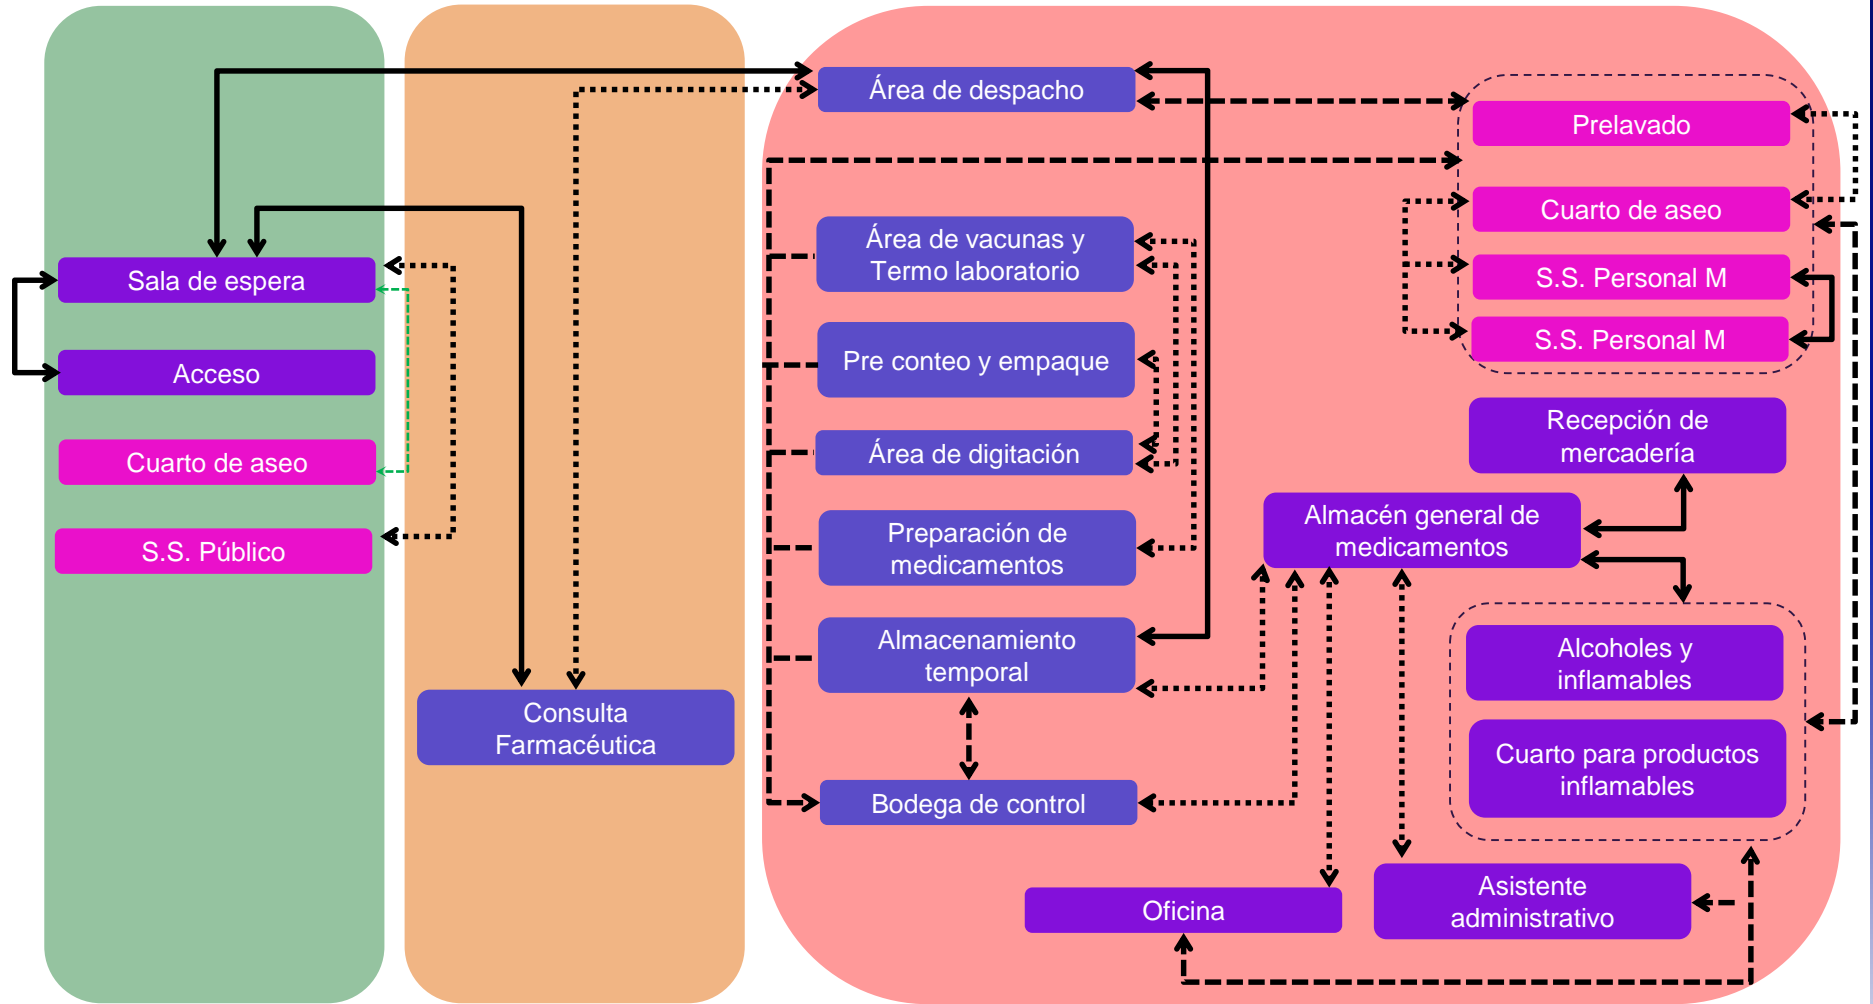 Sala de espera
Acceso
Cuarto de aseo
S.S. Público
Consulta
Farmacéutica
Área de despacho
Área de vacunas y
Termo laboratorio
Pre conteo y empaque
Área de digitación
Preparación de
medicamentos
Almacenamiento
temporal
Bodega de control
Prelavado
Cuarto de aseo
S.S. Personal M
S.S. Personal M
Recepción de
mercadería
Almacén general de
medicamentos
Alcoholes y
inflamables
Cuarto para productos
inflamables
Asistente
administrativo
Oficina